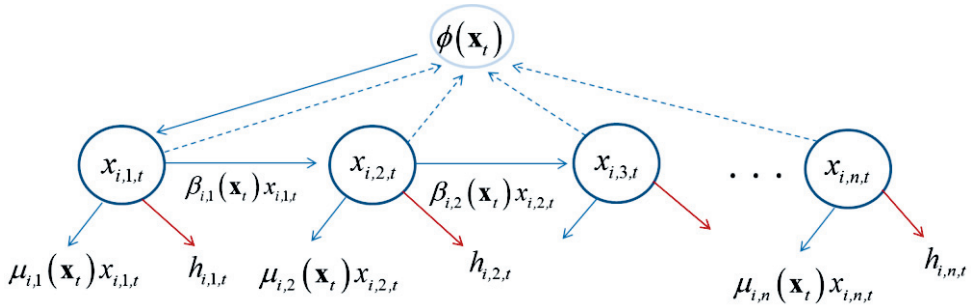 ϕ(𝐱_t)
x_{i,1,t} x_{i,2,t} x_{i,3,t} . . . x_{i,n,t}
β_{i,1}(𝐱_t)x_{i,1,t} β_{i,2}(𝐱_t)x_{i,2,t}
μ_{i,1}(𝐱_t)x_{i,1,t} h_{i,1,t} μ_{i,2}(𝐱_t)x_{i,2,t} h_{i,2,t} μ_{i,n}(𝐱_t)x_{i,n,t} h_{i,n,t}